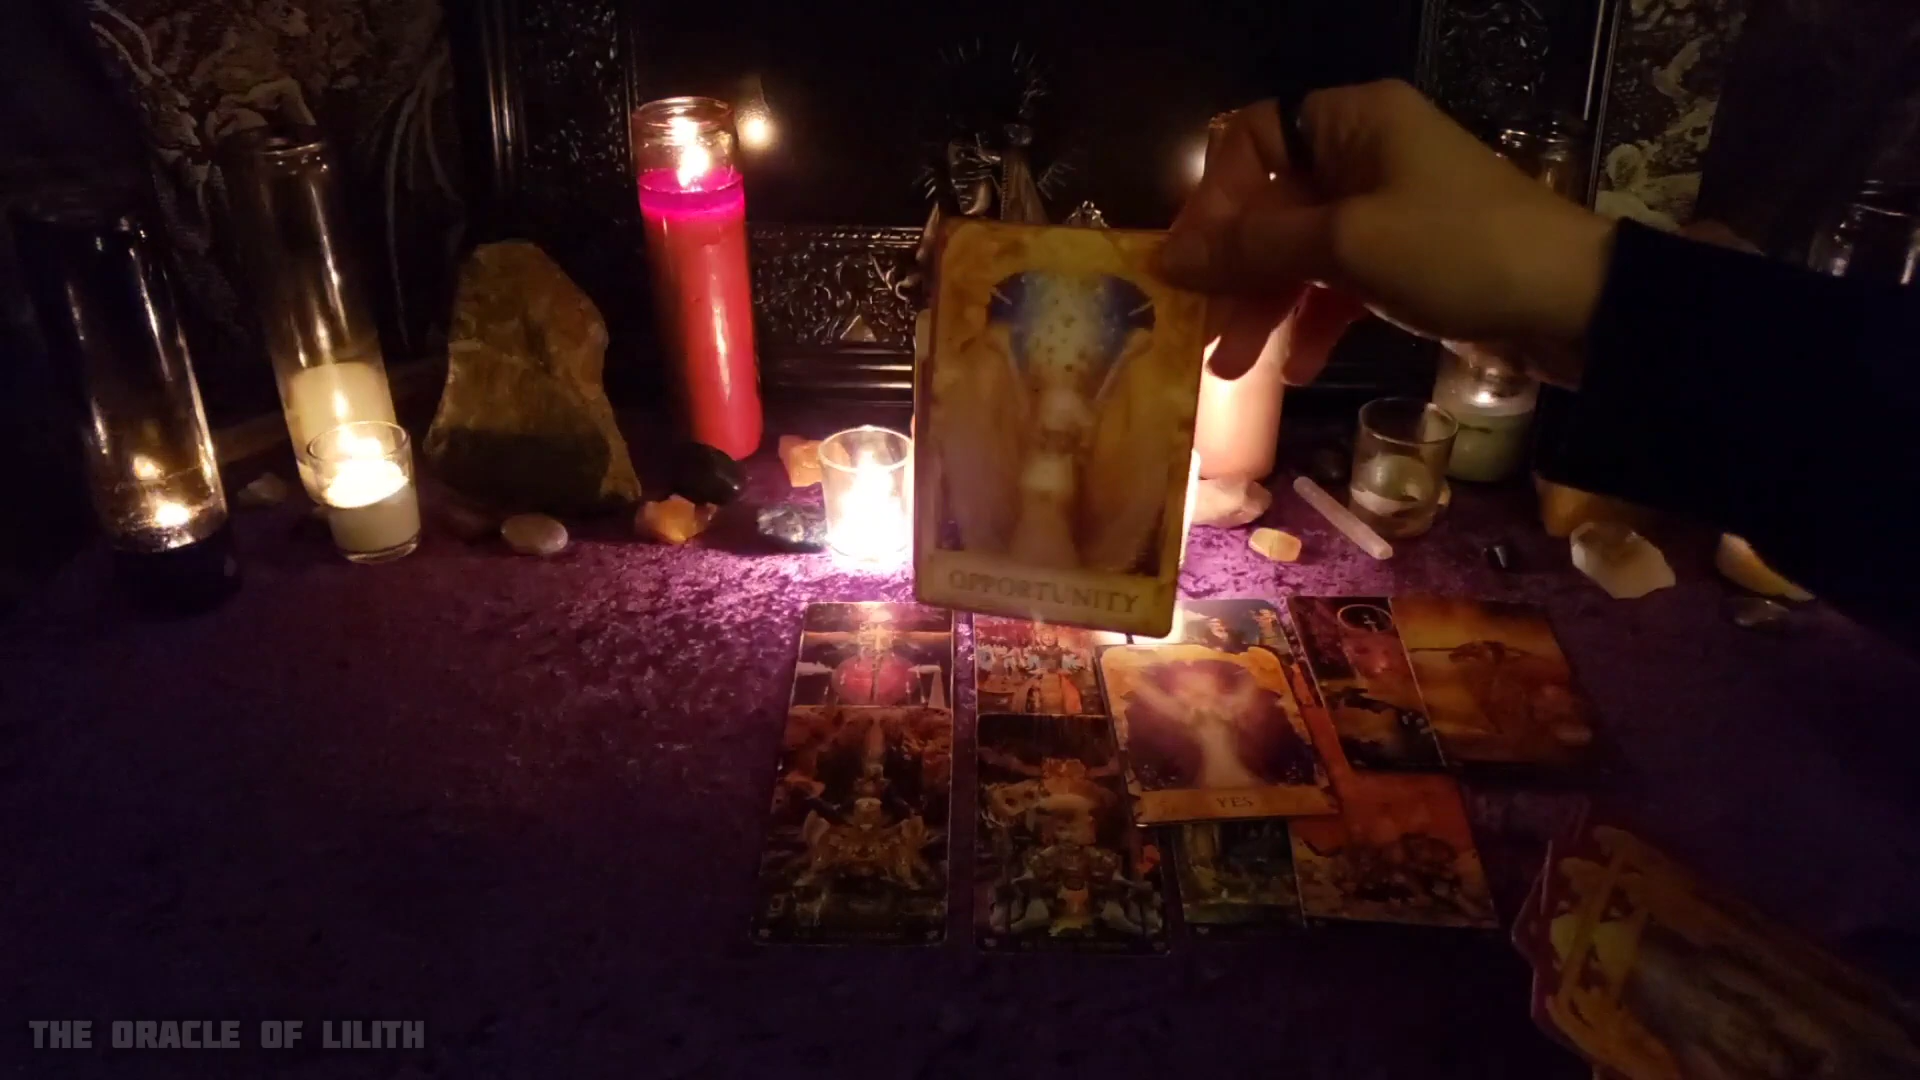 OPPORTUNITY
YES
THE ORACLE OF LILITH